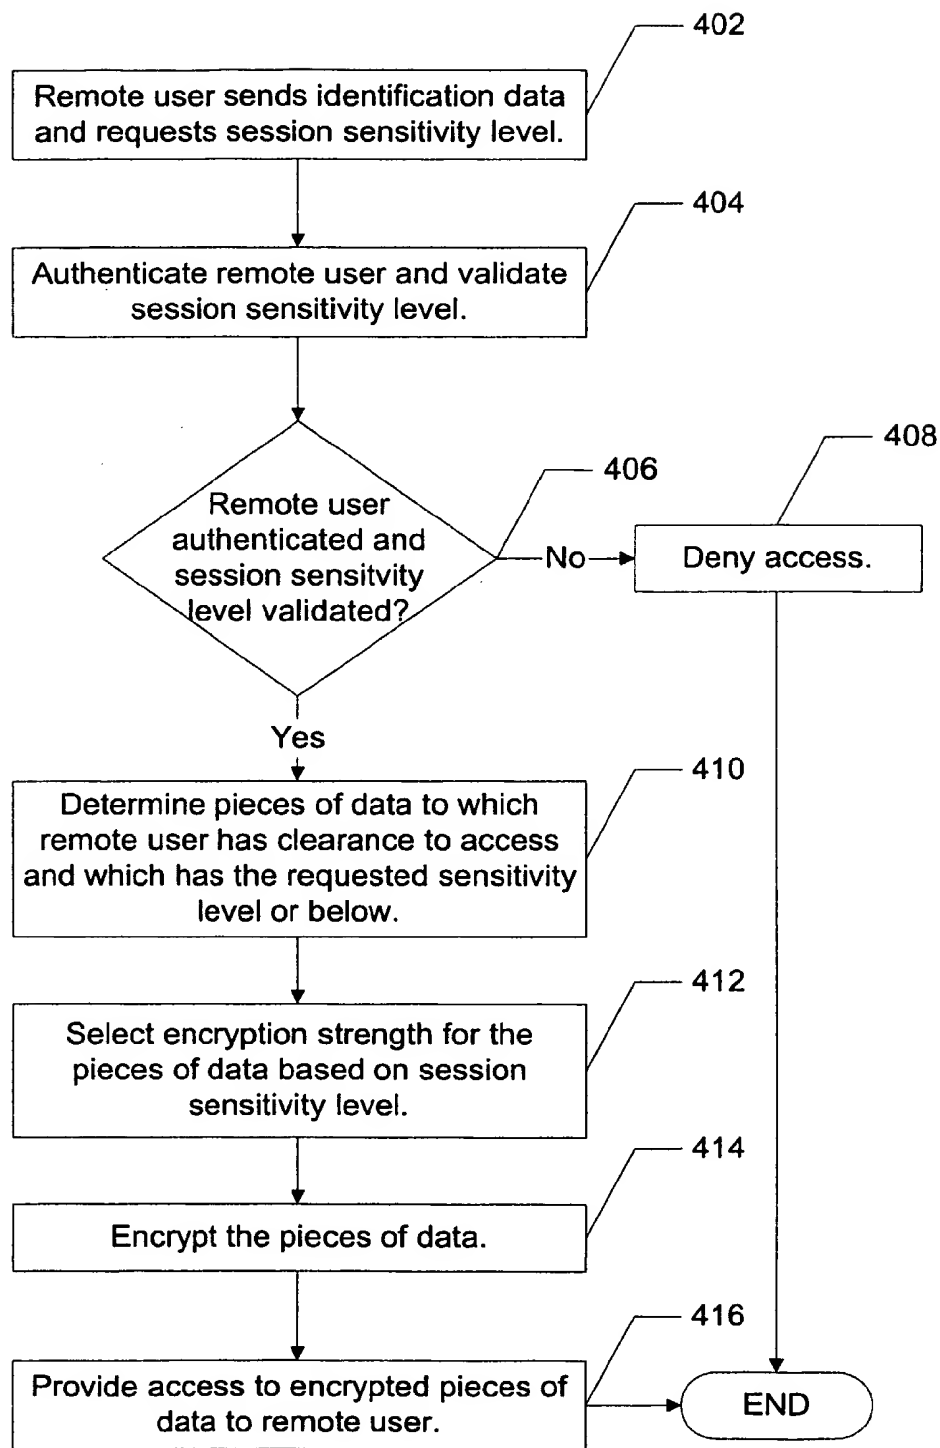 402
Remote user sends identification data
and requests session sensitivity level.
404
Authenticate remote user and validate
session sensitivity level.
408
406
Remote user
authenticated and
session sensitvity
level validated?
No
Deny access.
Yes
410
Determine pieces of data to which
remote user has clearance to access
and which has the requested sensitivity
level or below.
412
Select encryption strength for the
pieces of data based on session
sensitivity level.
414
Encrypt the pieces of data.
416
Provide access to encrypted pieces of
data to remote user.
END